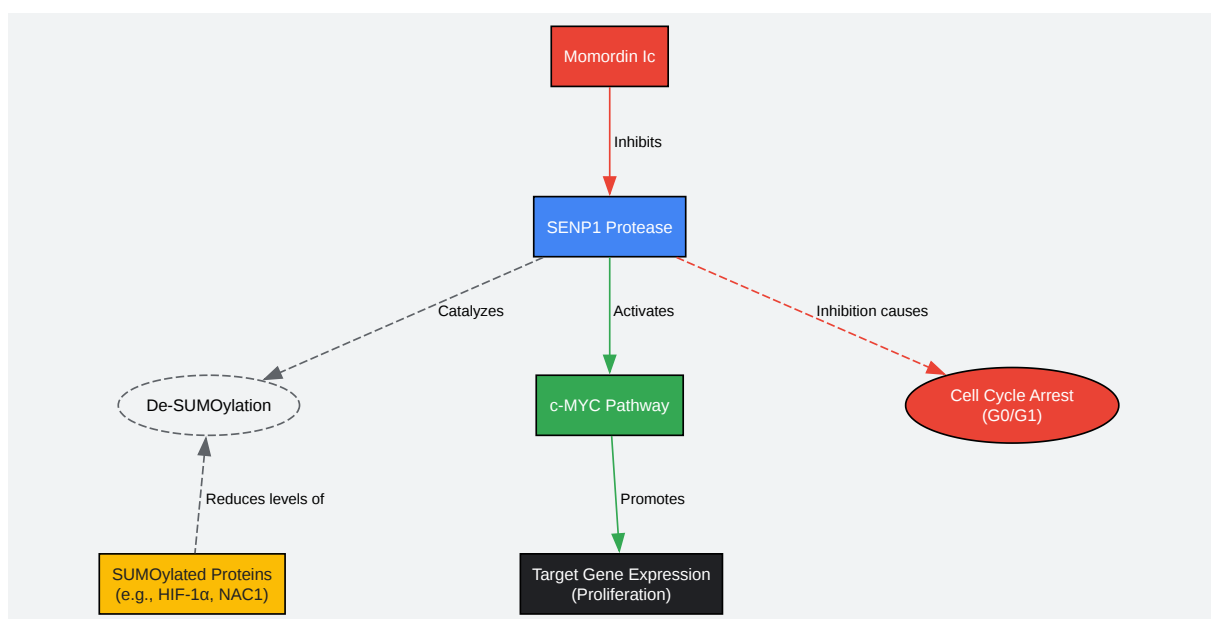 Momordin Ic
Inhibits
SENP1 Protease
Catalyzes
Activates
Inhibition causes
De-SUMOylation
c-MYC Pathway
Cell Cycle Arrest
(G0/G1)
Reduces levels of
Promotes
SUMOylated Proteins
(e.g., HIF-1α, NAC1)
Target Gene Expression
(Proliferation)